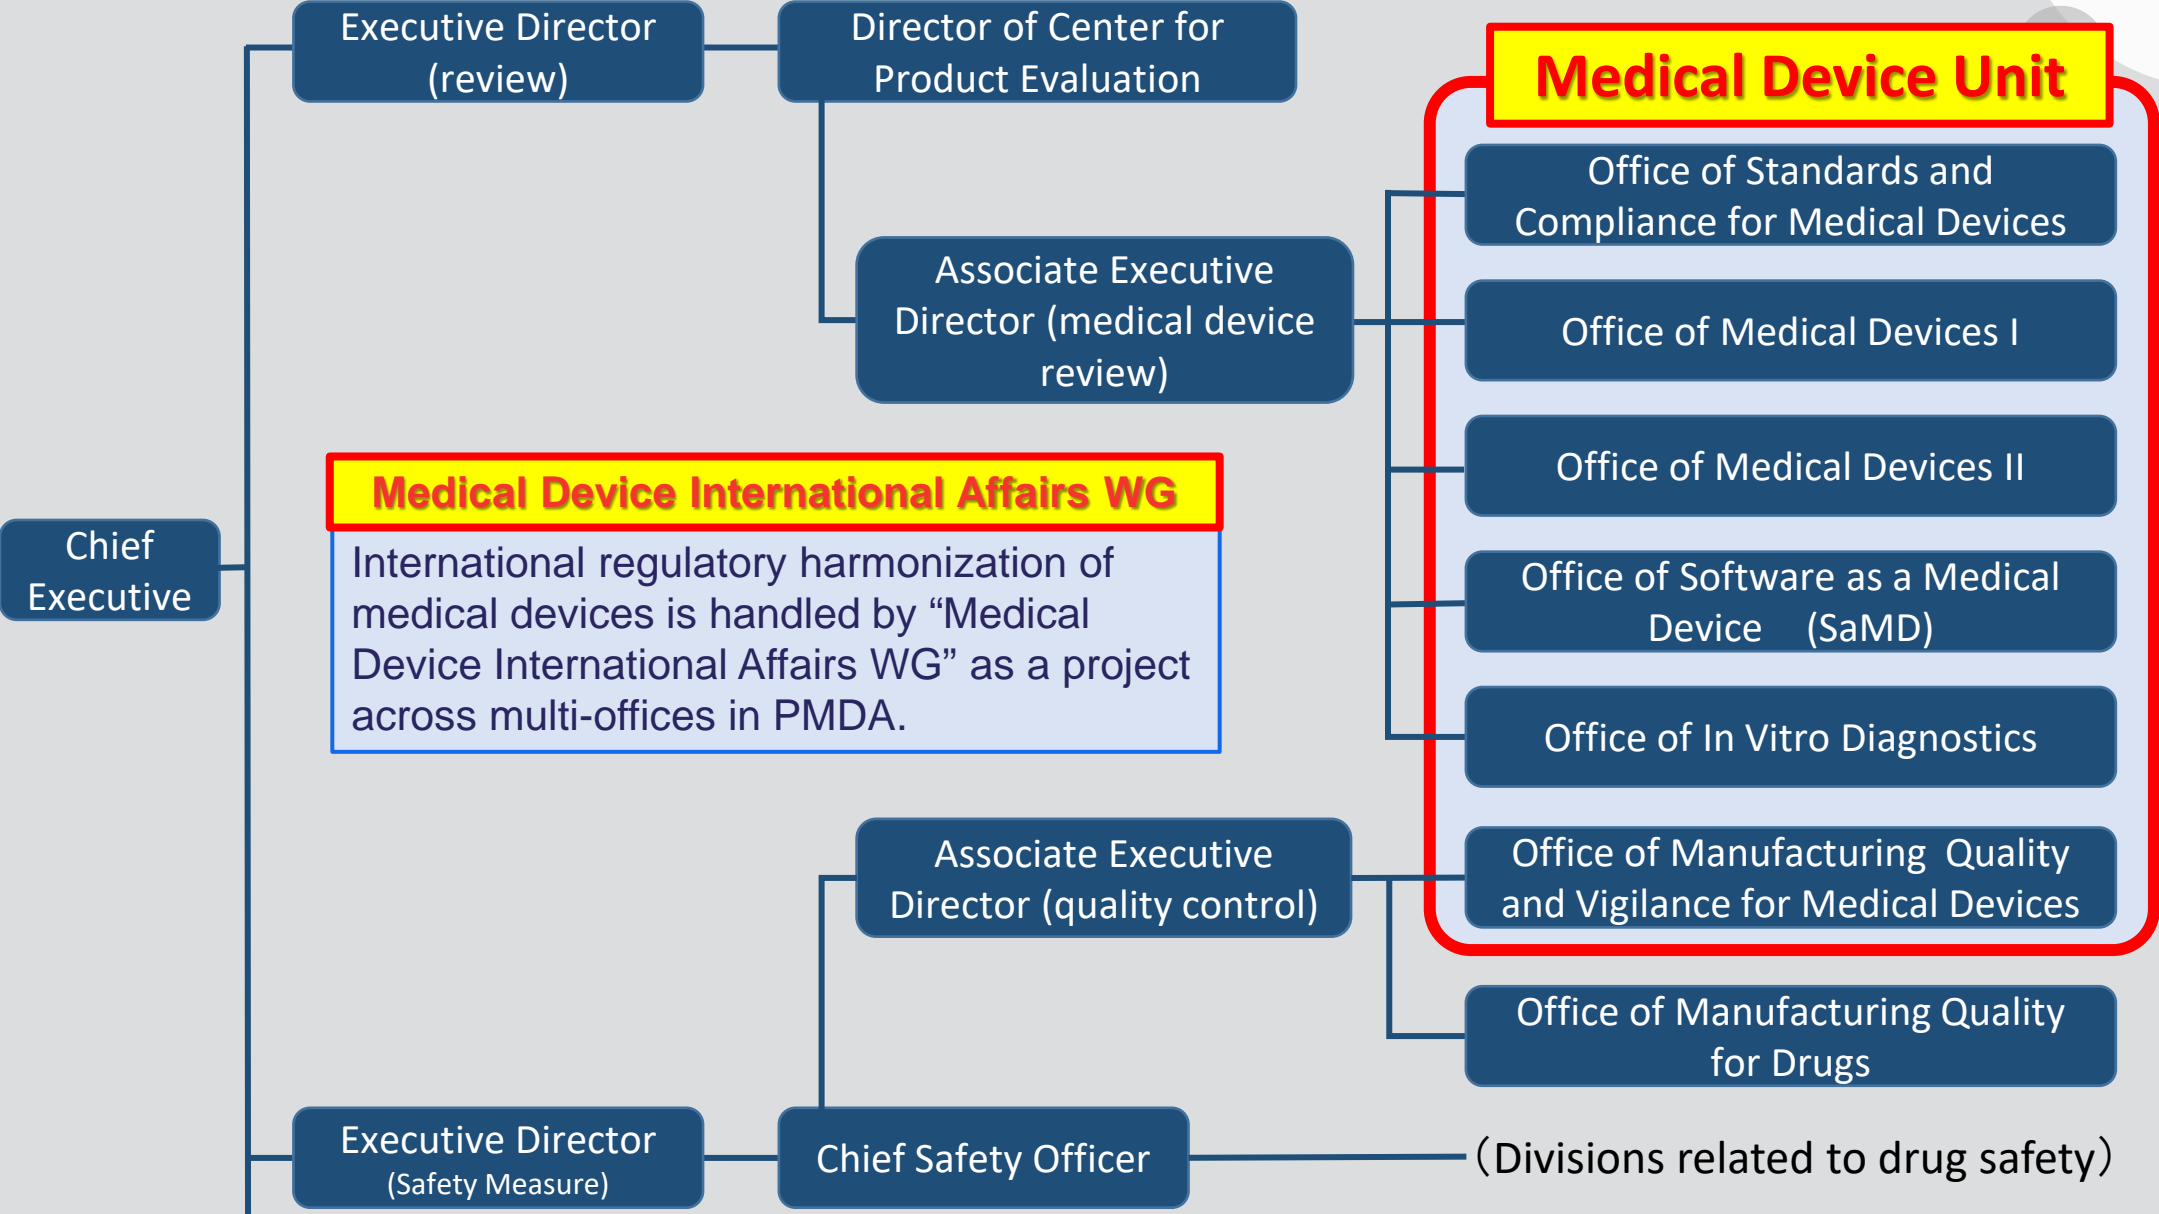 Executive Director
(review)
Director of Center for
Product Evaluation
Medical Device Unit
Office of Standards and
Compliance for Medical Devices
Associate Executive
Director (medical device
review)
Office of Medical Devices I
Office of Medical Devices II
Medical Device International Affairs WG
International regulatory harmonization of
medical devices is handled by “Medical
Device International Affairs WG” as a project
across multi-offices in PMDA.
Chief
Executive
Office of Software as a Medical
Device (SaMD)
Office of In Vitro Diagnostics
Associate Executive
Director (quality control)
Office of Manufacturing Quality
and Vigilance for Medical Devices
Office of Manufacturing Quality
for Drugs
Executive Director
(Safety Measure)
Chief Safety Officer
（Divisions related to drug safety）